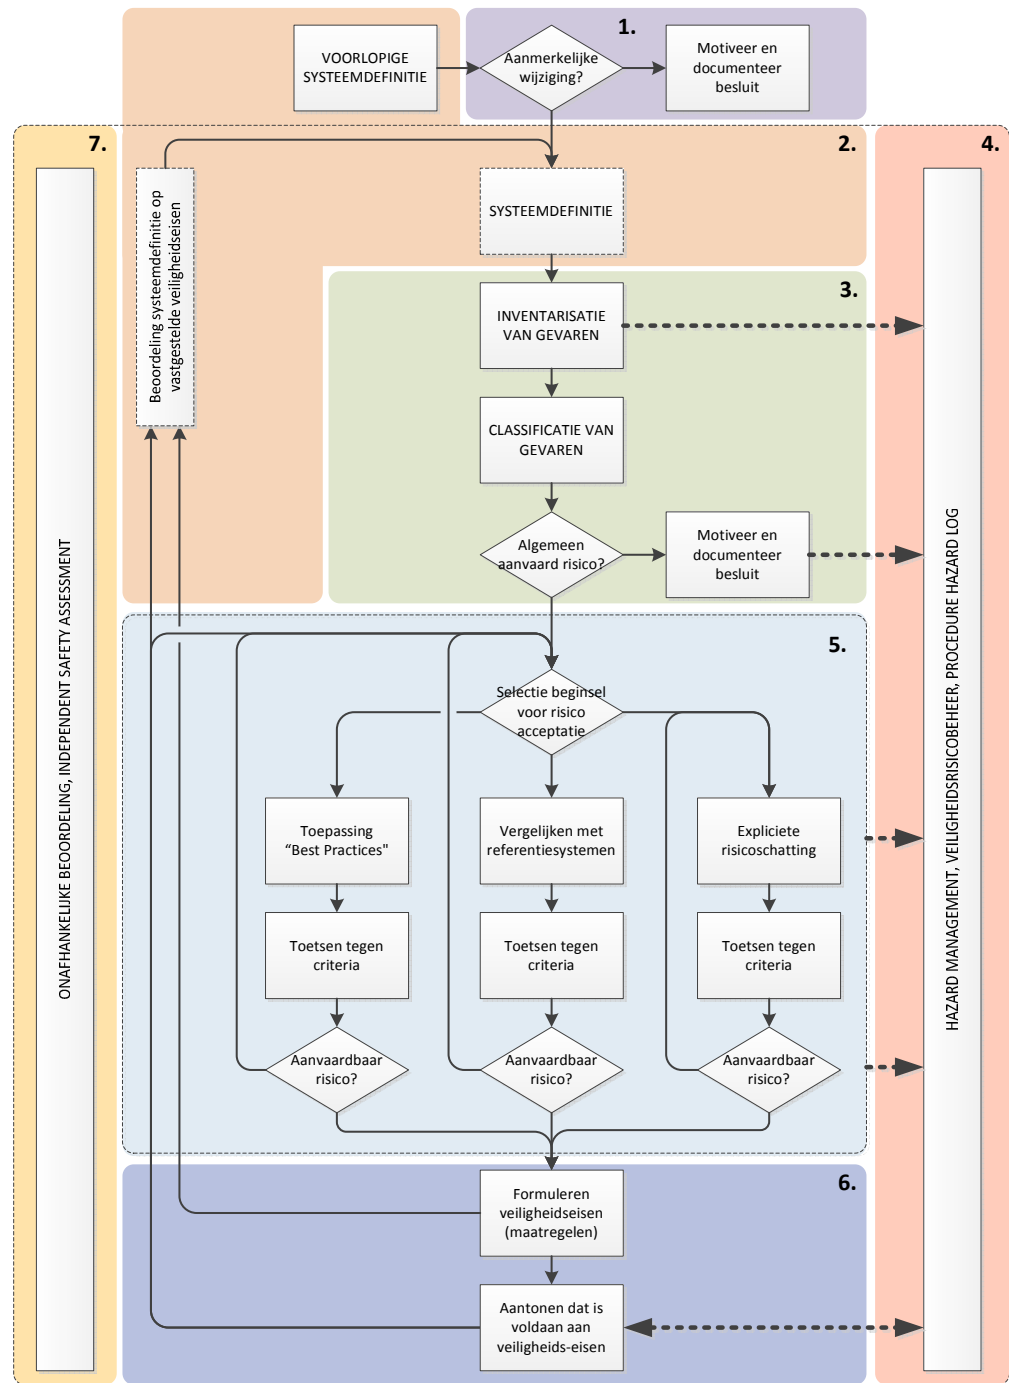 1.
VOORLOPIGE
SYSTEEMDEFINITIE
Aanmerkelijke
wijziging?
Motiveer en
documenteer
besluit
7.
2.
4.
Beoordeling systeemdefinitie op
vastgestelde veiligheidseisen
SYSTEEMDEFINITIE
3.
INVENTARISATIE
VAN GEVAREN
CLASSIFICATIE VAN
GEVAREN
Algemeen
aanvaard risico?
Motiveer en
documenteer
besluit
ONAFHANKELIJKE BEOORDELING, INDEPENDENT SAFETY ASSESSMENT
HAZARD MANAGEMENT, VEILIGHEIDSRISICOBEHEER, PROCEDURE HAZARD LOG
5.
Selectie beginsel
voor risico
acceptatie
Toepassing
“Best Practices"
Vergelijken met
referentiesystemen
Expliciete
risicoschatting
Toetsen tegen
criteria
Toetsen tegen
criteria
Toetsen tegen
criteria
Aanvaardbaar
risico?
Aanvaardbaar
risico?
Aanvaardbaar
risico?
6.
Formuleren
veiligheidseisen
(maatregelen)
Aantonen dat is
voldaan aan
veiligheids-eisen